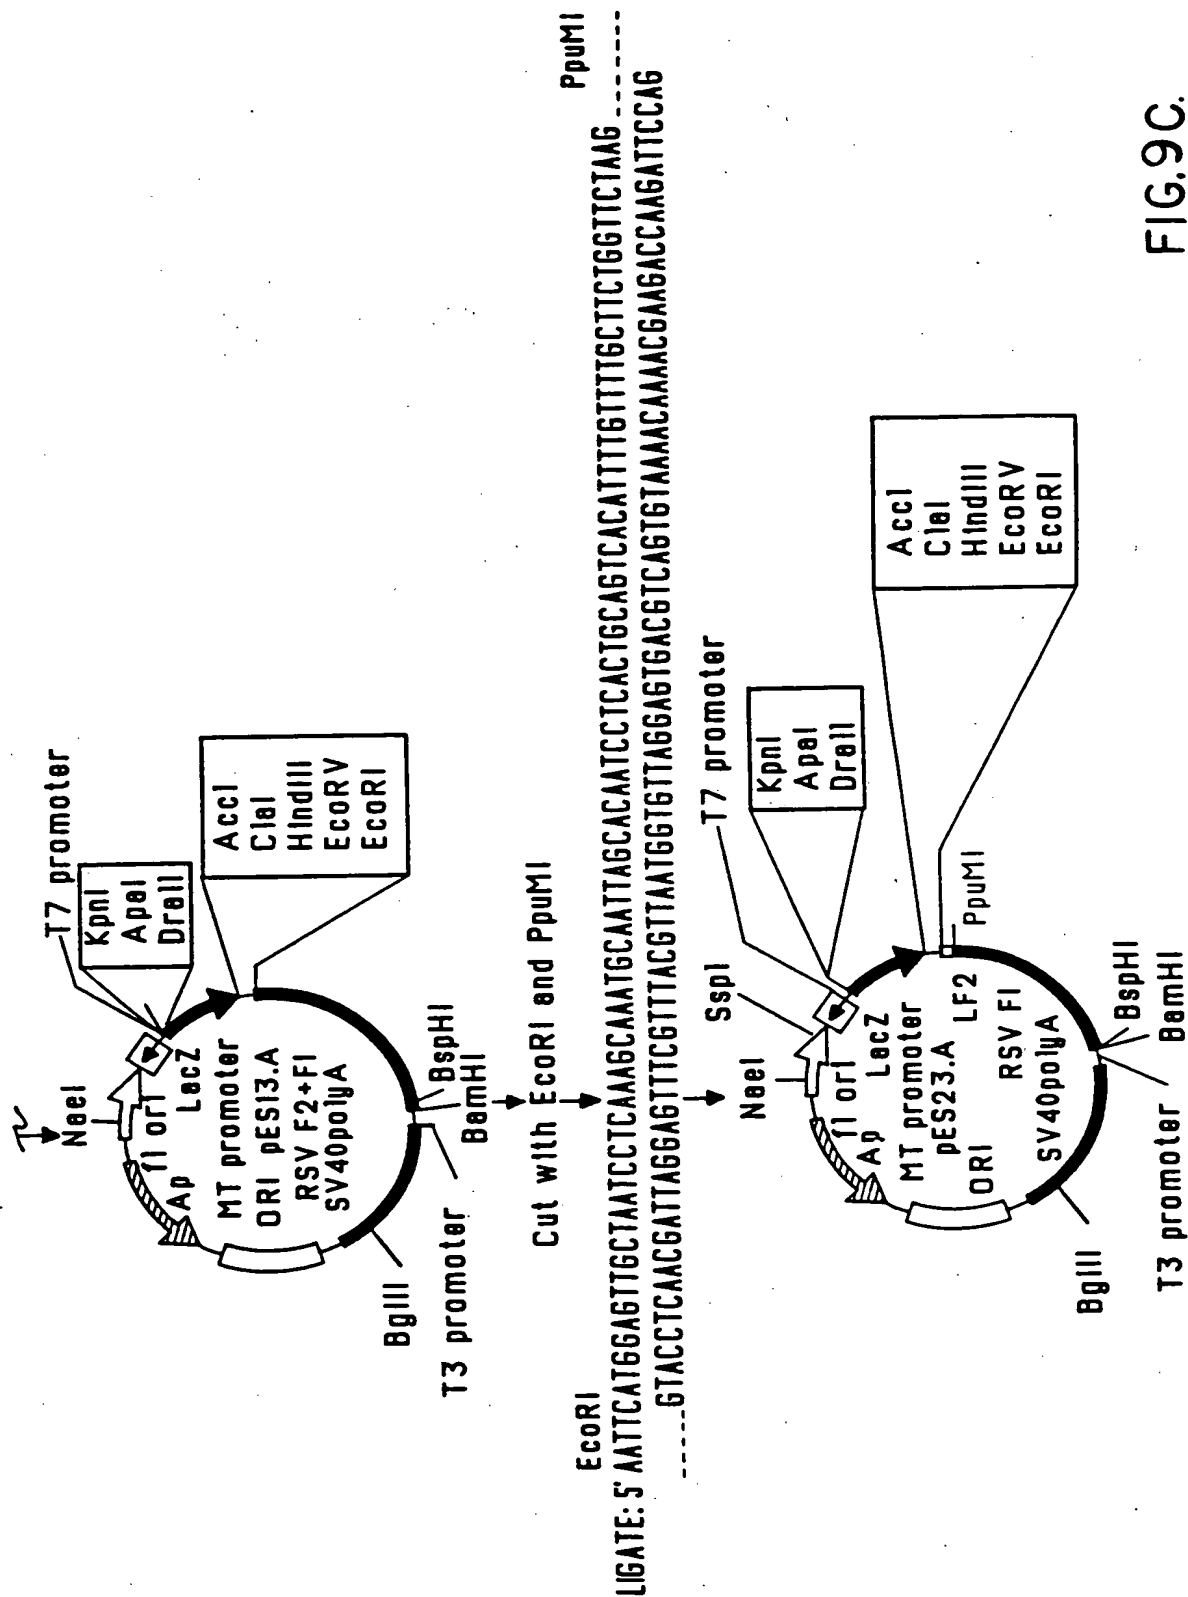 NaeI
T7 promoter
KpnI
ApaI
DraII
f1 ori
LacZ
Ap
MT promoter
ORI pES13.A
RSV F2+F1
SV40polyA
AccI
ClaI
HindIII
EcoRV
EcoRI
BglII
T3 promoter
BspHI
BamHI
Cut with EcoRI and PpuMI
EcoRI
PpuMI
LIGATE: 5' AATTCATGGAGTTGCTAATCCTCAAAGCAAATGCAATTAGCACAATCCTCACTGCAGTCACATTTTGTTTTGCTTCTGGTTCTAAG------
-----GTACCTCAACGATTAGGAGTTTCGTTTACGTTAATGGTGTTAGGAGTGACGTCAGTGTAAAACAAAACGAAGACCAAGATTCCAG
NaeI
SspI
T7 promoter
KpnI
ApaI
DraII
f1 ori
Ap
LacZ
MT promoter
pES23.A
LF2
ORI
RSV F1
SV40polyA
AccI
ClaI
HindIII
EcoRV
EcoRI
PpuMI
BspHI
BamHI
BglII
T3 promoter
FIG.9C.